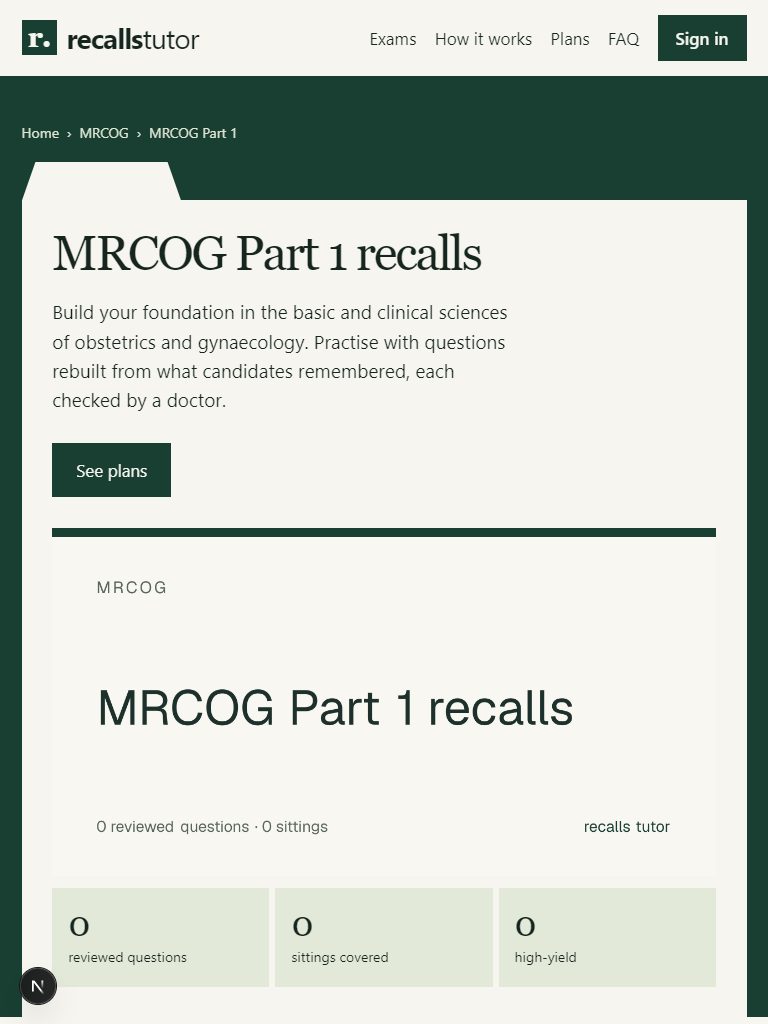 r. recallstutor
Exams How it works Plans FAQ Sign in
Home › MRCOG › MRCOG Part 1
MRCOG Part 1 recalls
Build your foundation in the basic and clinical sciences
of obstetrics and gynaecology. Practise with questions
rebuilt from what candidates remembered, each
checked by a doctor.
See plans
MRCOG
MRCOG Part 1 recalls
0 reviewed questions · 0 sittings
recalls tutor
0
reviewed questions
0
sittings covered
0
high-yield
N